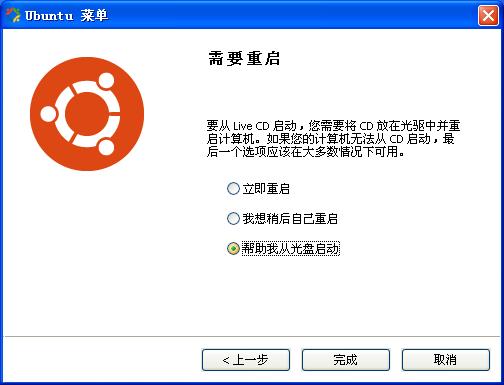 Ubuntu 菜单
需要重启
要从 Live CD 启动，您需要将 CD 放在光驱中并重
启计算机。如果您的计算机无法从 CD 启动，最
后一个选项应该在大多数情况下可用。
立即重启
我想稍后自己重启
帮助我从光盘启动
< 上一步
完成
取消